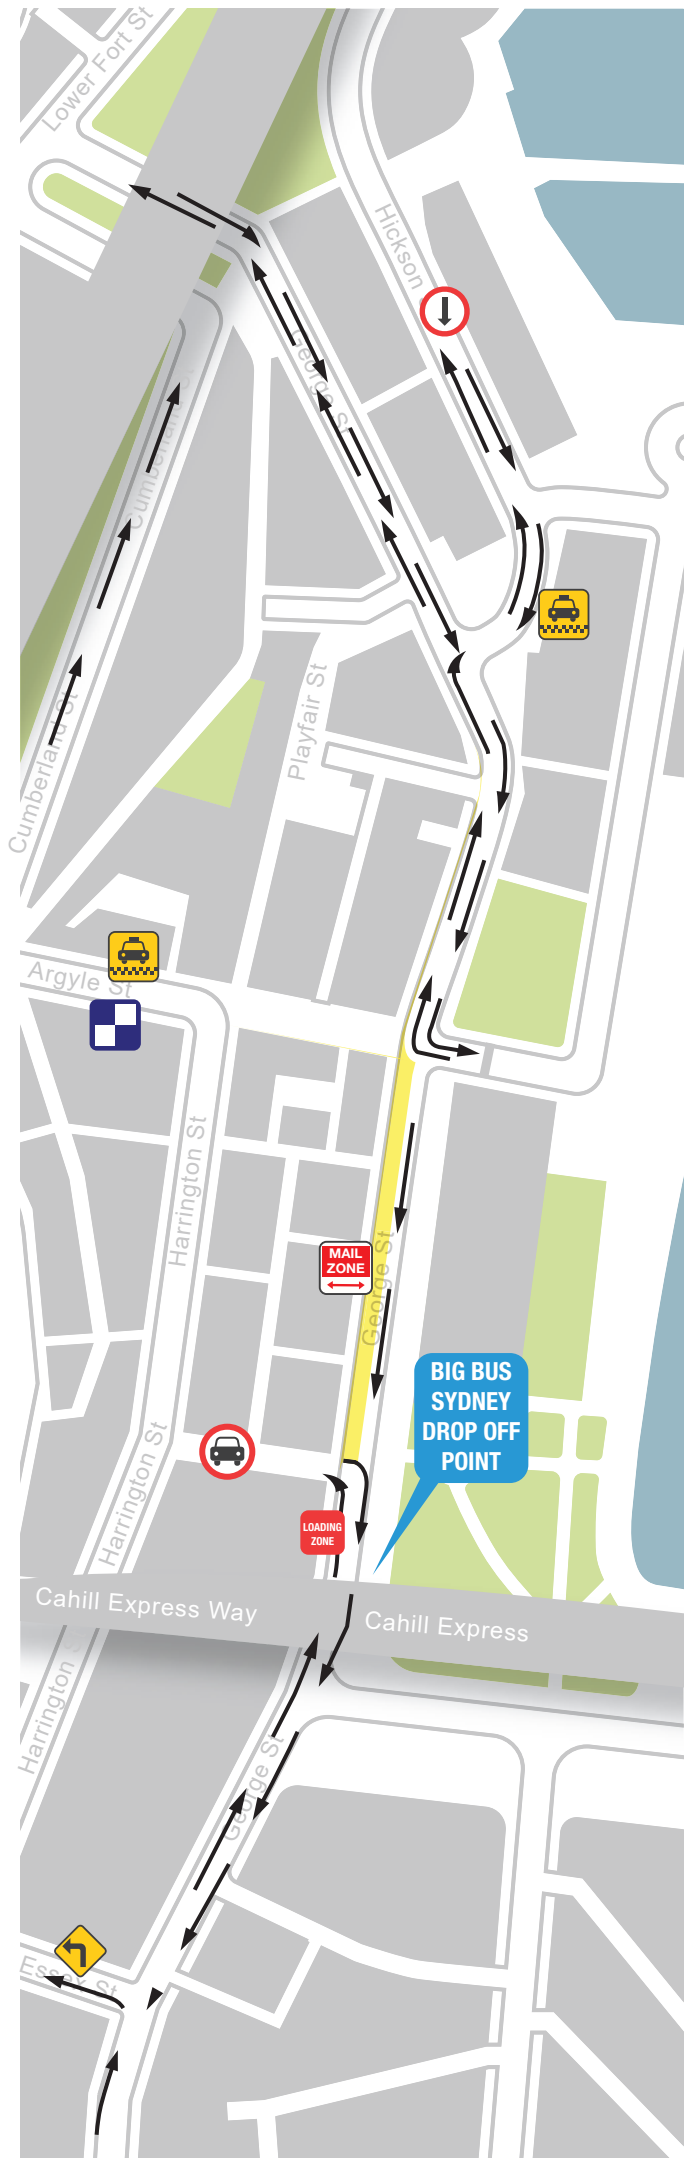 Lower Fort St
Hickson
George St
Cumberland St
Cumberland St
Playfair St
Argyle St
Harrington St
MAIL
ZONE
George St
BIG BUS
SYDNEY
DROP OFF
POINT
Harrington St
LOADING
ZONE
Cahill Express Way
Cahill Express
Harrington St
George St
Essex St